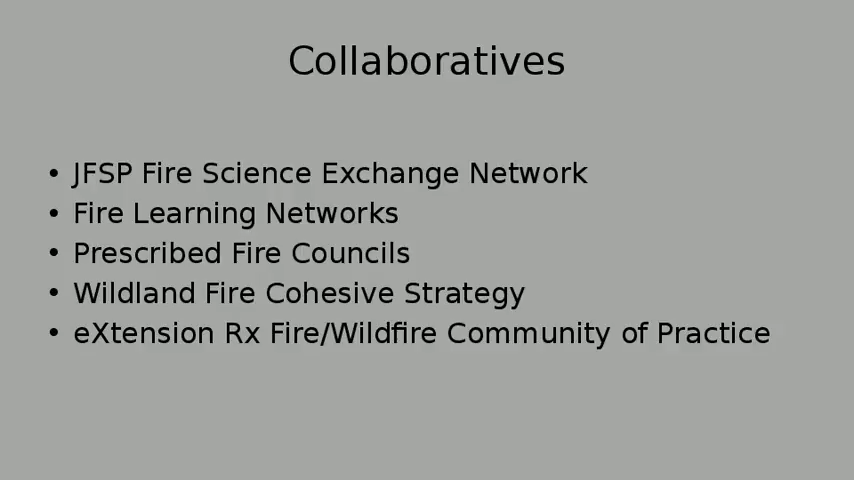 Collaboratives
• JFSP Fire Science Exchange Network
• Fire Learning Networks
• Prescribed Fire Councils
• Wildland Fire Cohesive Strategy
• eXtension Rx Fire/Wildfire Community of Practice